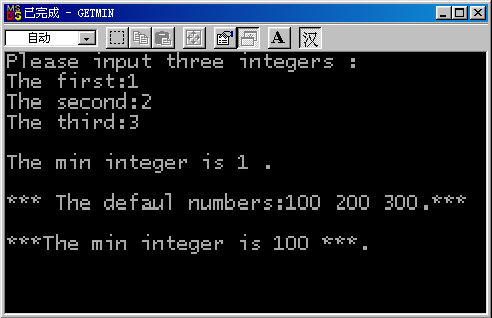 已完成 - GETMIN
自动
A
汉
Please input three integers :
The first:1
The second:2
The third:3
The min integer is 1 .
*** The defaul numbers:100 200 300.***
***The min integer is 100 ***.